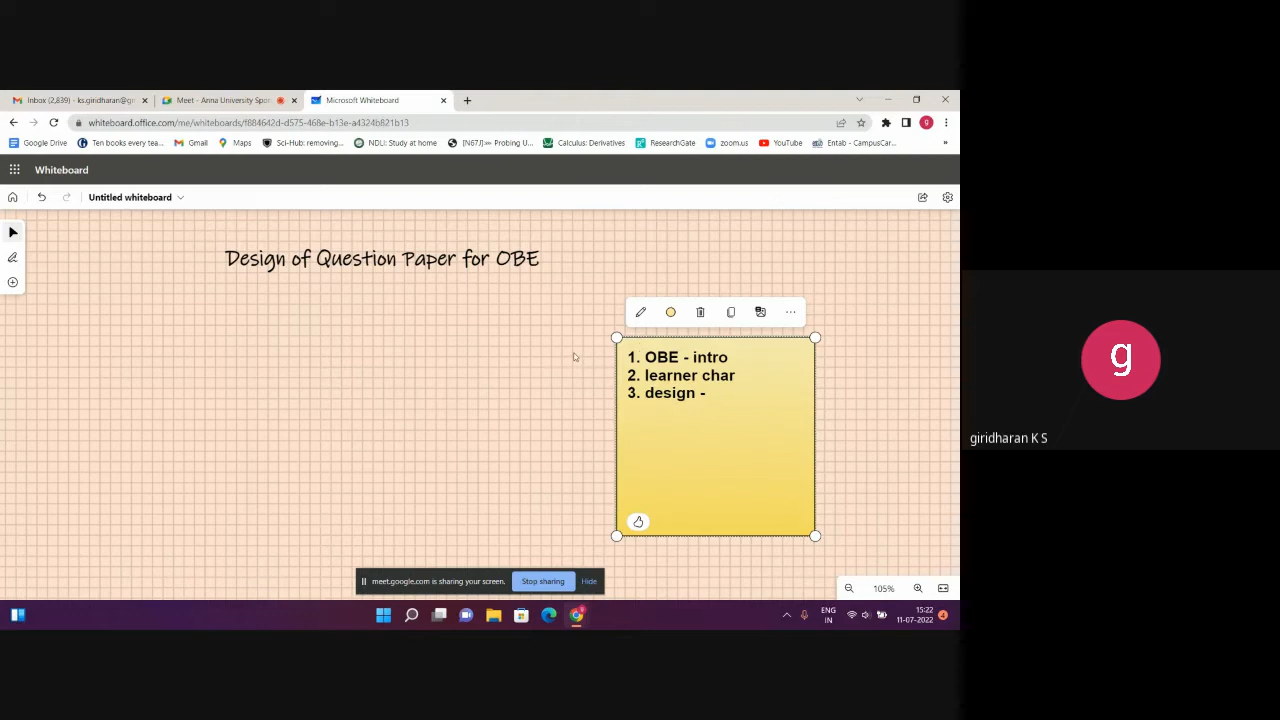 Inbox (2,839) - ks.giridharan@gm
Meet - Anna University Spon
Microsoft Whiteboard
whiteboard.office.com/me/whiteboards/f884642d-d575-468e-b13e-a4324b821b13
Google Drive
Ten books every tea...
Gmail
Maps
Sci-Hub: removing...
NDLI: Study at home
[N67J]=> Probing U...
Calculus: Derivatives
ResearchGate
zoom.us
YouTube
Entab - CampusCar...
Whiteboard
Untitled whiteboard
Design of Question Paper for OBE
1. OBE - intro
2. learner char
3. design -
g
giridharan K S
meet.google.com is sharing your screen.
Stop sharing
Hide
105%
ENG
IN
15:22
11-07-2022
4